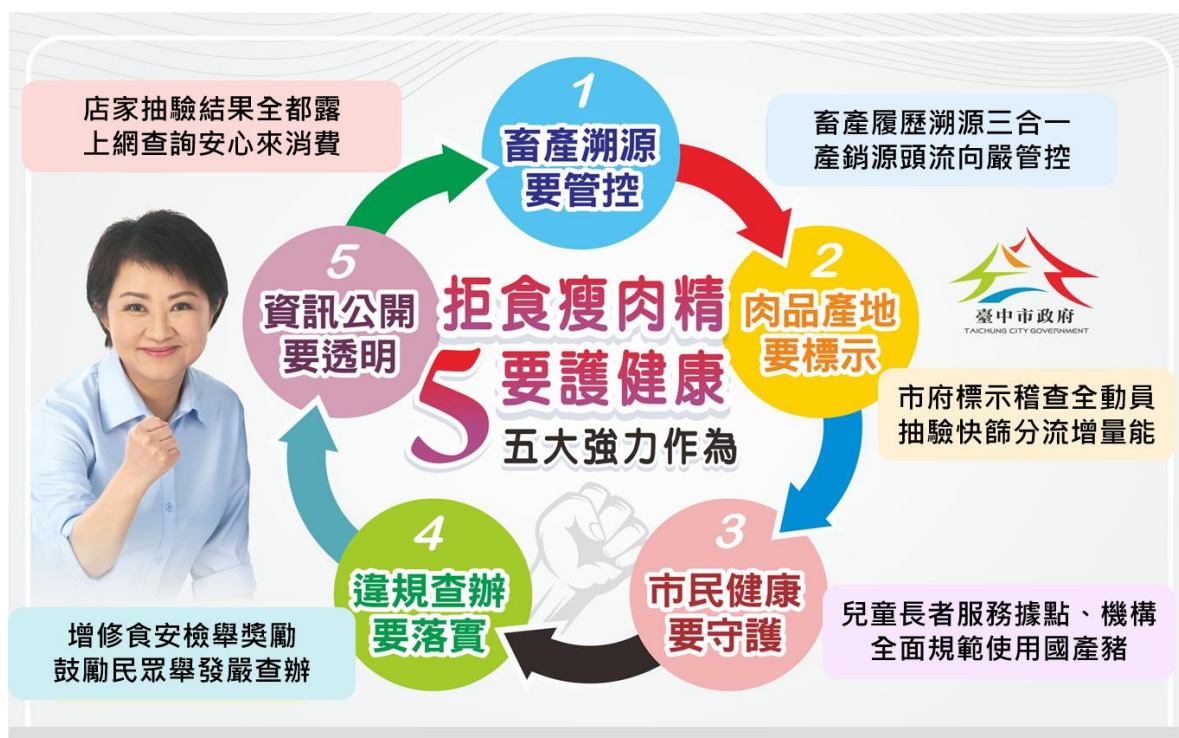 店家抽驗結果全都露
上網查詢安心來消費
1
畜產溯源
要管控
畜產履歷溯源三合一
產銷源頭流向嚴管控
2
肉品產地
要標示
臺中市政府
TAICHUNG CITY GOVERNMENT
市府標示稽查全動員
抽驗快篩分流增量能
5
資訊公開
要透明
拒食瘦肉精
5要護健康
五大強力作為
3
市民健康
要守護
兒童長者服務據點、機構
全面規範使用國產豬
4
違規查辦
要落實
增修食安檢舉獎勵
鼓勵民眾舉發嚴查辦